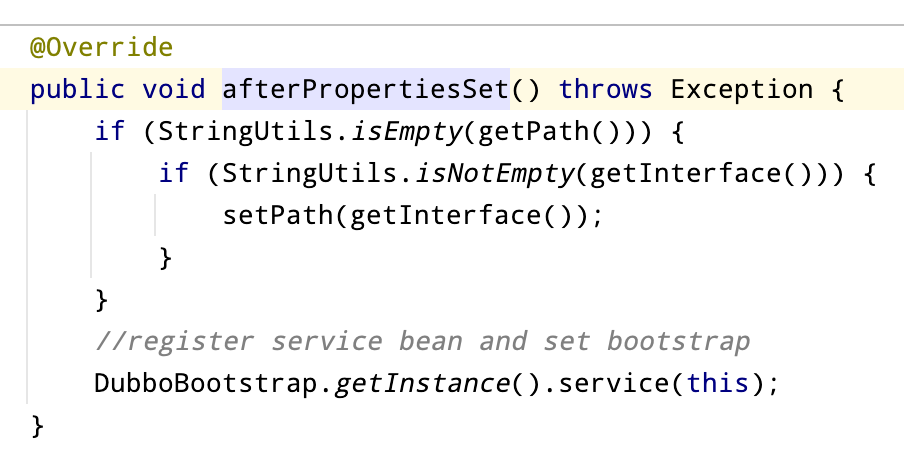 @Override
public void afterPropertiesSet() throws Exception {
    if (StringUtils.isEmpty(getPath())) {
        if (StringUtils.isNotEmpty(getInterface())) {
            setPath(getInterface());
        }
    }
    //register service bean and set bootstrap
    DubboBootstrap.getInstance().service(this);
}